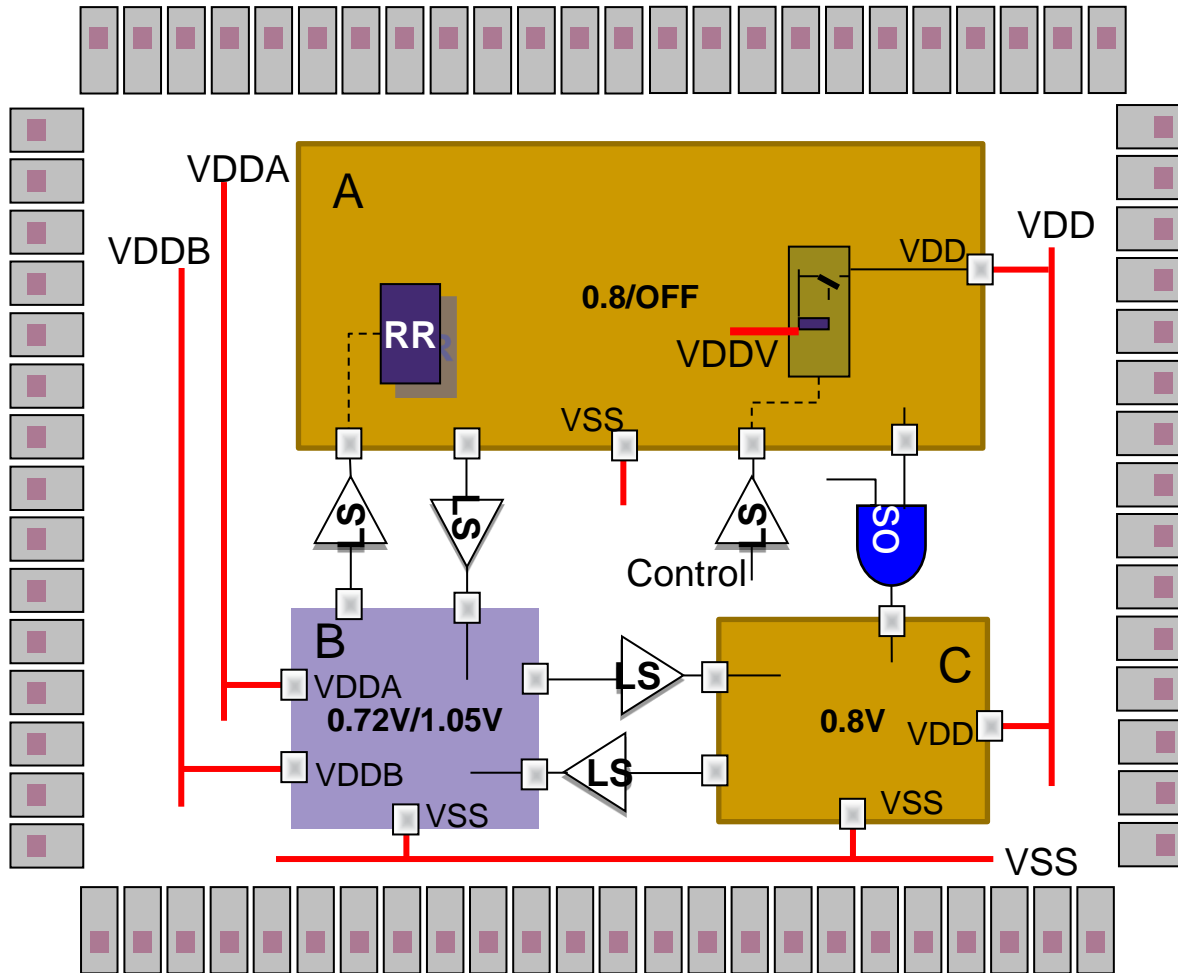 VDDA
A
VDD
VDDB
VDD
0.8/OFF
RR
R
VDDV
VSS
LS
LS
LS
SO
Control
B
C
LS
VDDA
0.72V/1.05V
0.8V
VDD
LS
VDDB
VSS
VSS
VSS